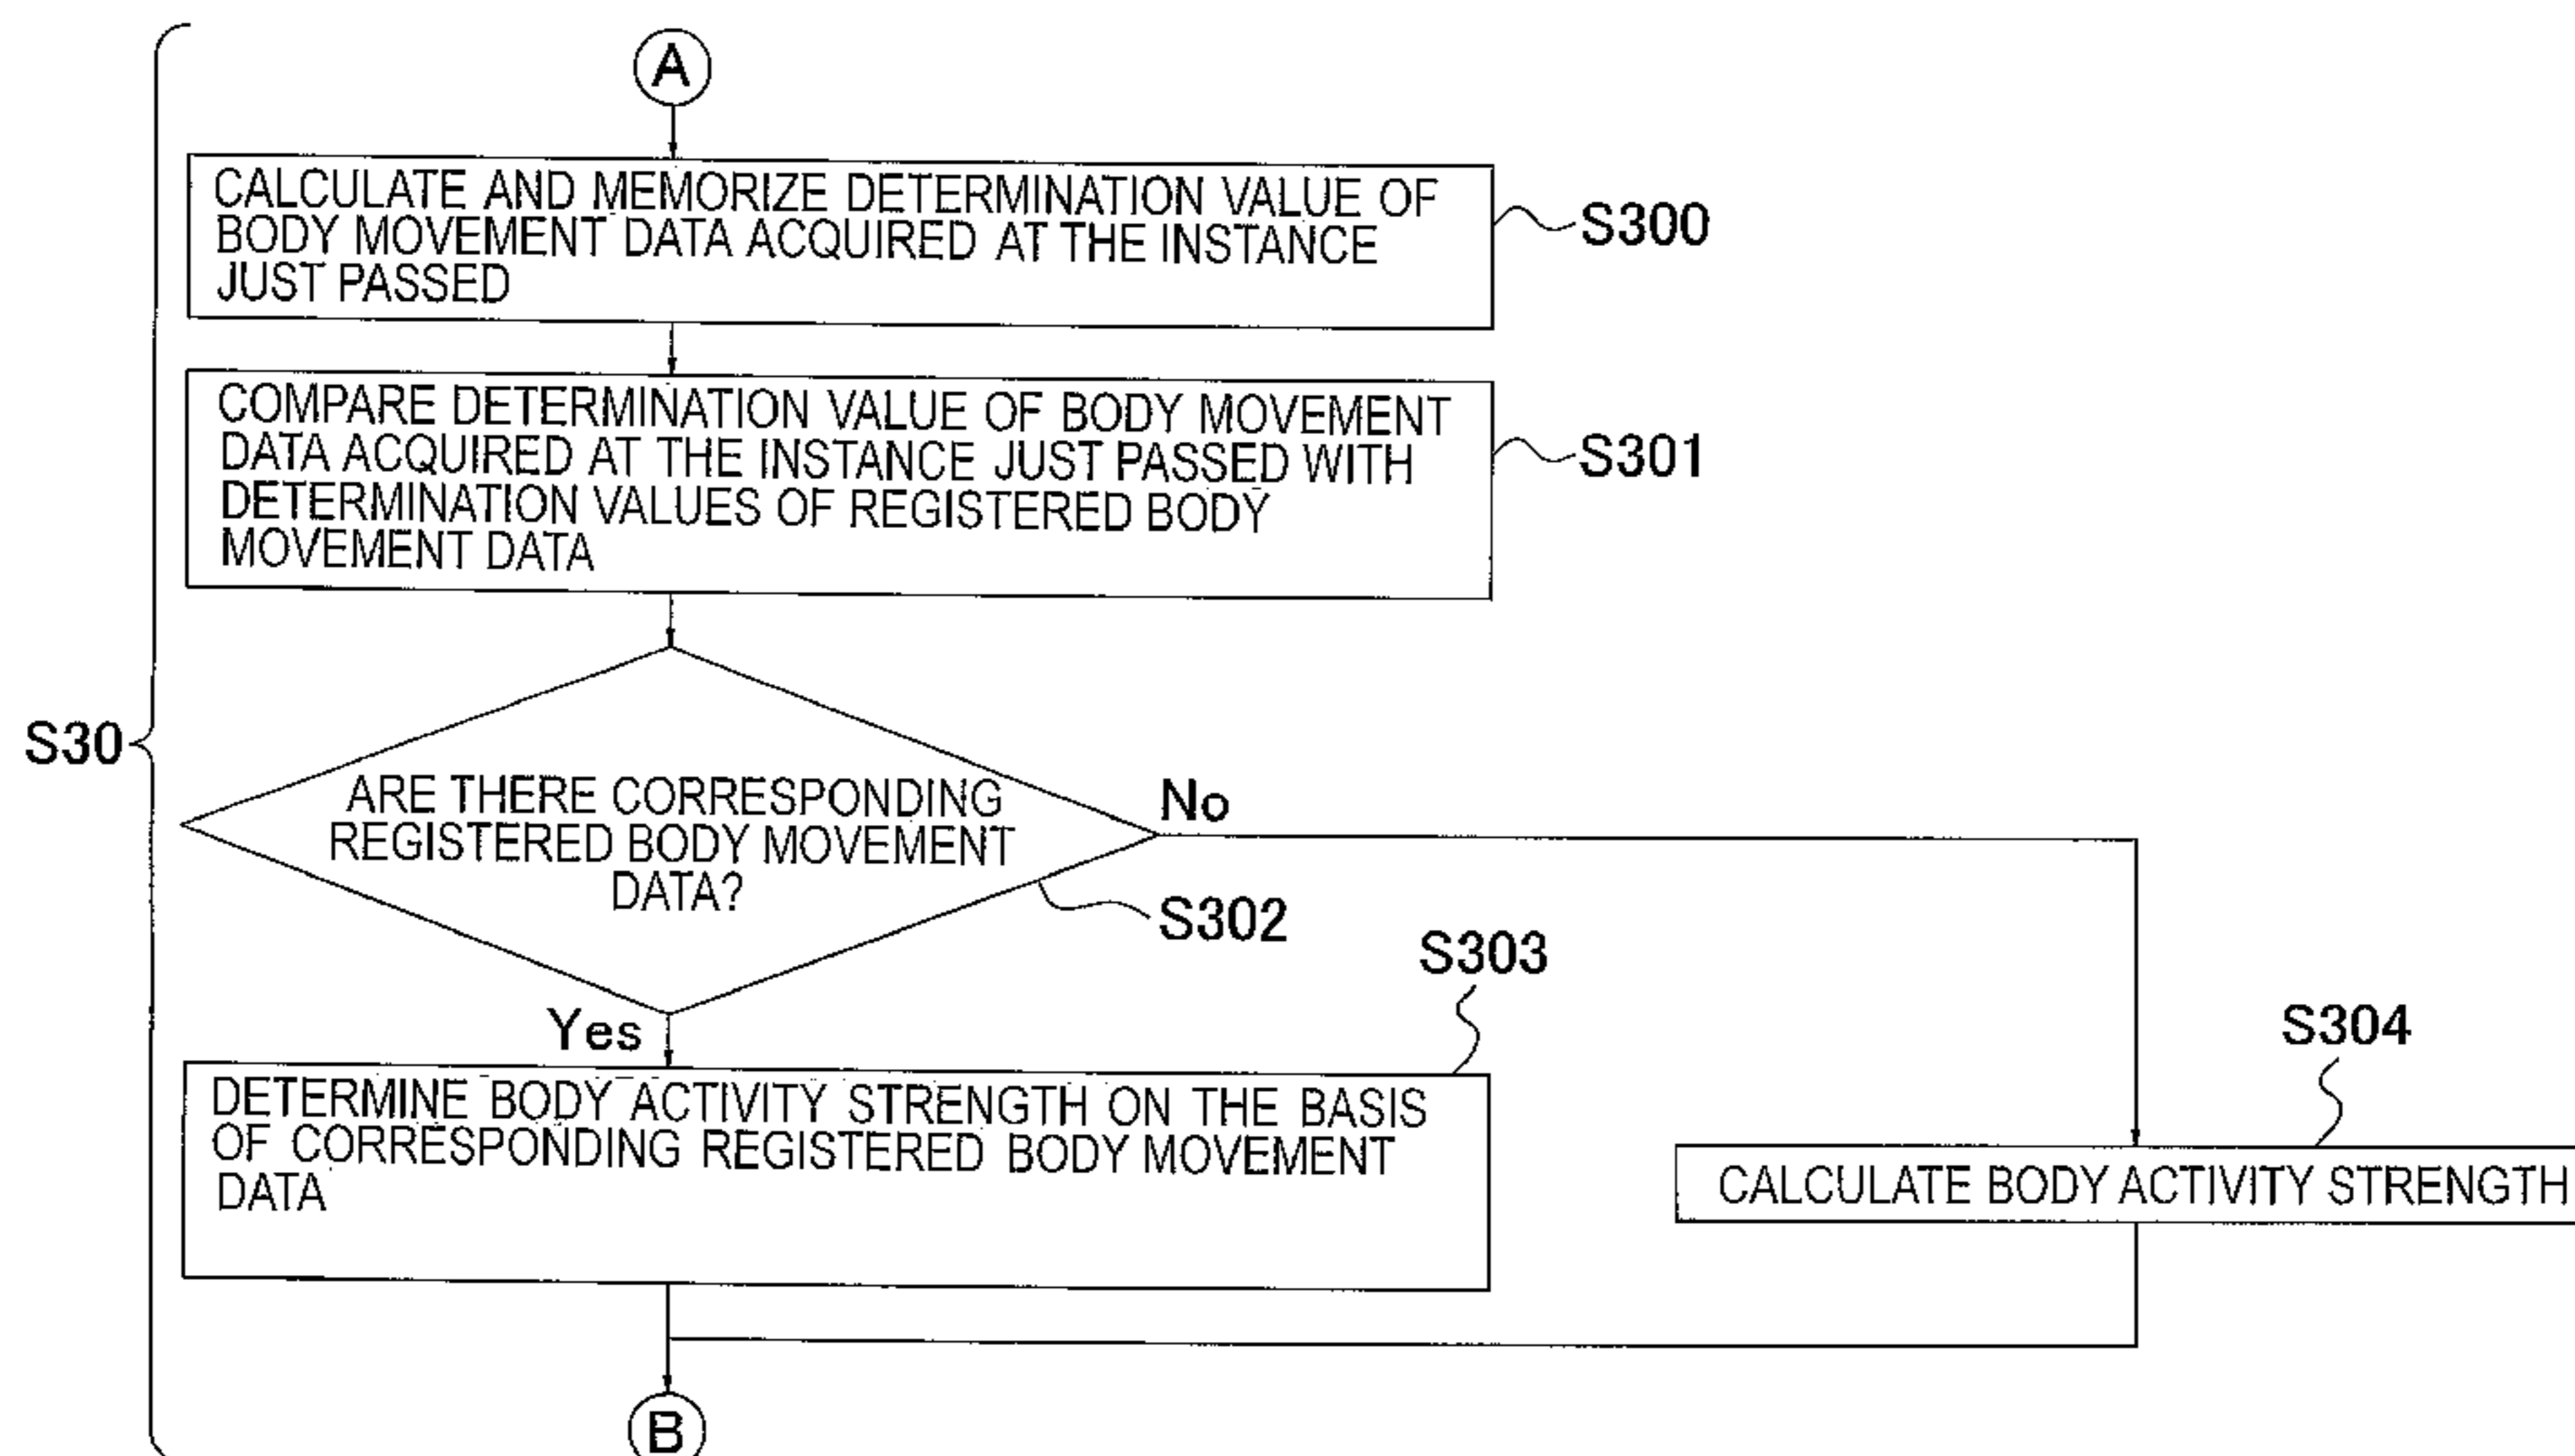 A
CALCULATE AND MEMORIZE DETERMINATION VALUE OF
BODY MOVEMENT DATA ACQUIRED AT THE INSTANCE
JUST PASSED
S300
COMPARE DETERMINATION VALUE OF BODY MOVEMENT
DATA ACQUIRED AT THE INSTANCE JUST PASSED WITH
DETERMINATION VALUES OF REGISTERED BODY
MOVEMENT DATA
S301
S30
ARE THERE CORRESPONDING
REGISTERED BODY MOVEMENT
DATA?
No
S302
Yes
S303
DETERMINE BODY ACTIVITY STRENGTH ON THE BASIS
OF CORRESPONDING REGISTERED BODY MOVEMENT
DATA
S304
CALCULATE BODY ACTIVITY STRENGTH
B